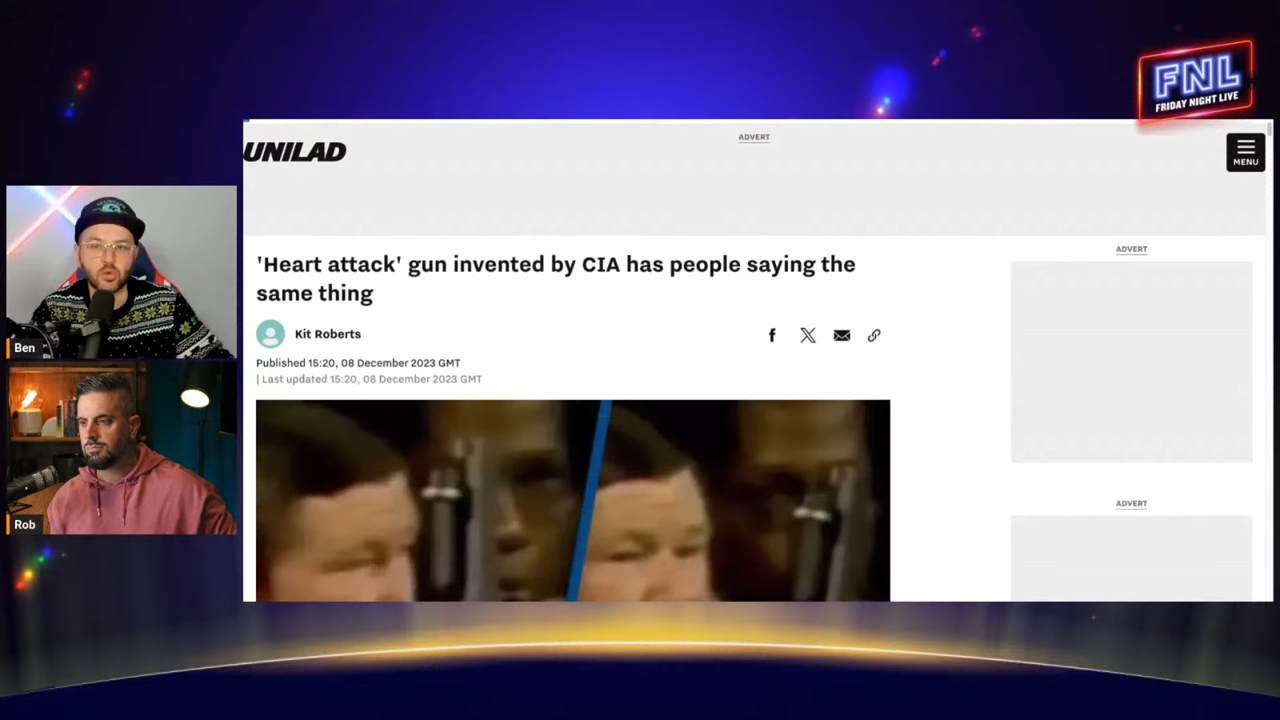 FNL
FRIDAY NIGHT LIVE
UNILAD
ADVERT
MENU
'Heart attack' gun invented by CIA has people saying the
same thing
Kit Roberts
Published 15:20, 08 December 2023 GMT
| Last updated 15:20, 08 December 2023 GMT
ADVERT
ADVERT
Ben
Rob